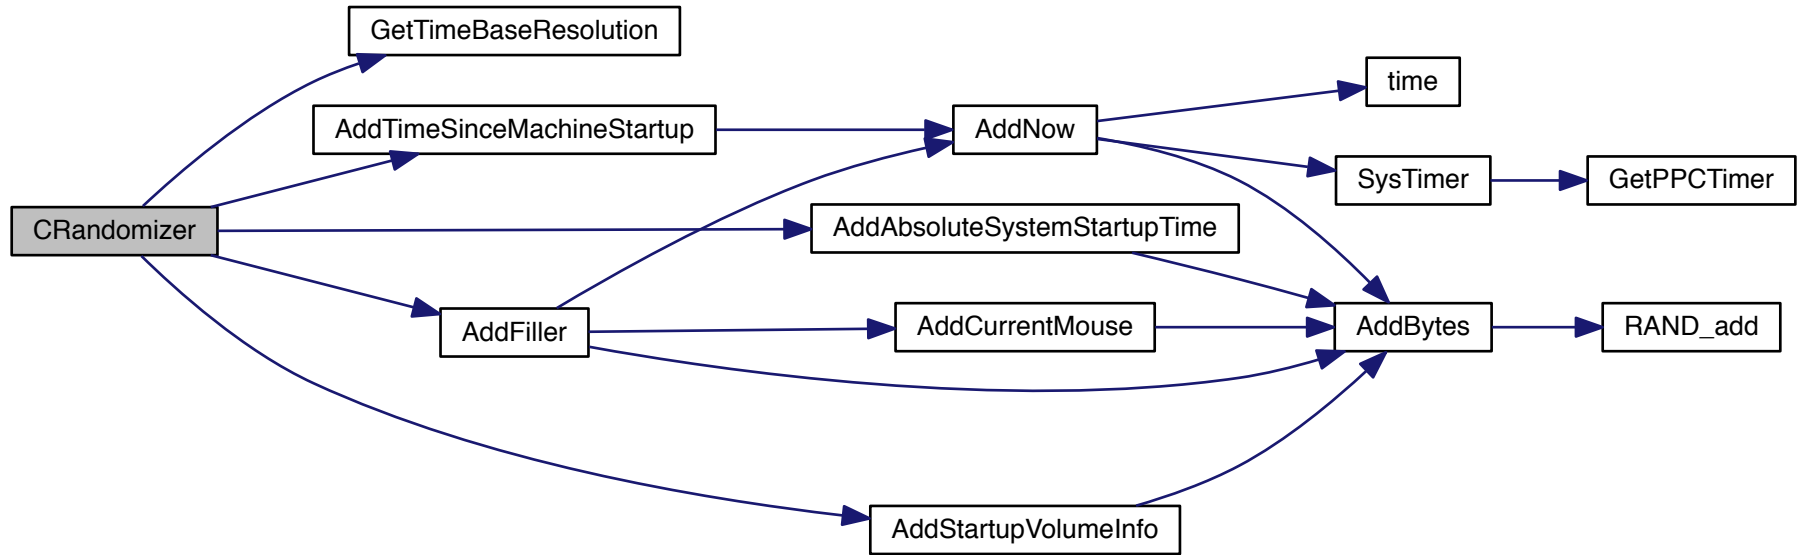 GetTimeBaseResolution
time
AddTimeSinceMachineStartup
AddNow
SysTimer
GetPPCTimer
CRandomizer
AddAbsoluteSystemStartupTime
AddFiller
AddCurrentMouse
AddBytes
RAND_add
AddStartupVolumeInfo